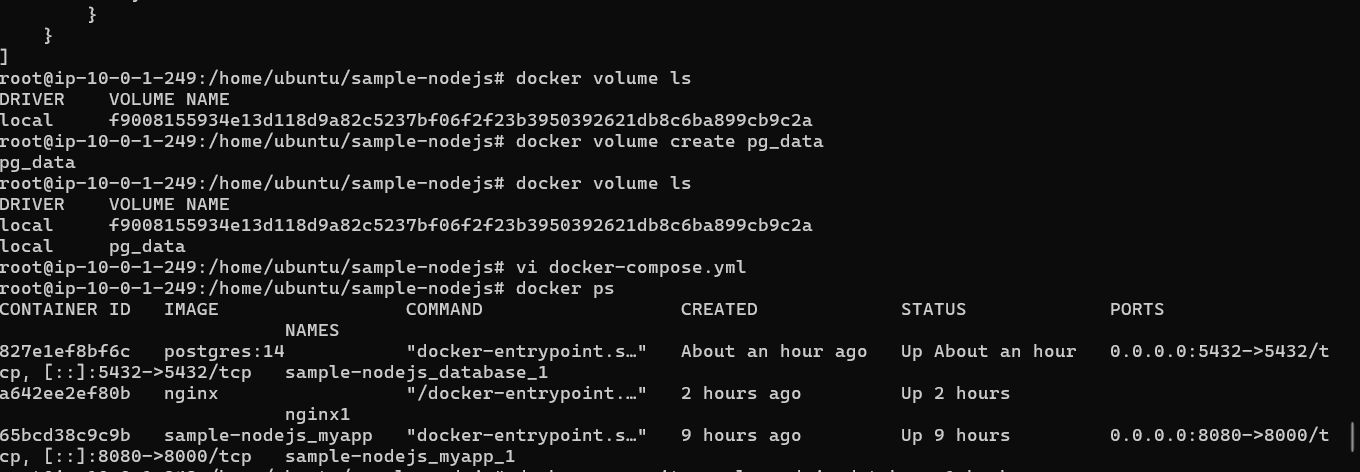 }
}
]
root@ip-10-0-1-249:/home/ubuntu/sample-nodejs# docker volume ls
DRIVER    VOLUME NAME
local     f9008155934e13d118d9a82c5237bf06f2f23b3950392621db8c6ba899cb9c2a
root@ip-10-0-1-249:/home/ubuntu/sample-nodejs# docker volume create pg_data
pg_data
root@ip-10-0-1-249:/home/ubuntu/sample-nodejs# docker volume ls
DRIVER    VOLUME NAME
local     f9008155934e13d118d9a82c5237bf06f2f23b3950392621db8c6ba899cb9c2a
local     pg_data
root@ip-10-0-1-249:/home/ubuntu/sample-nodejs# vi docker-compose.yml
root@ip-10-0-1-249:/home/ubuntu/sample-nodejs# docker ps
CONTAINER ID   IMAGE             COMMAND                  CREATED             STATUS             PORTS
NAMES
827e1ef8bf6c   postgres:14           "docker-entrypoint.s…"   About an hour ago   Up About an hour   0.0.0.0:5432->5432/t
cp, [::]:5432->5432/tcp   sample-nodejs_database_1
a642ee2ef80b   nginx                 "/docker-entrypoint.…"   2 hours ago         Up 2 hours
nginx1
65bcd38c9c9b   sample-nodejs_myapp   "docker-entrypoint.s…"   9 hours ago         Up 9 hours         0.0.0.0:8080->8000/t
cp, [::]:8080->8000/tcp   sample-nodejs_myapp_1